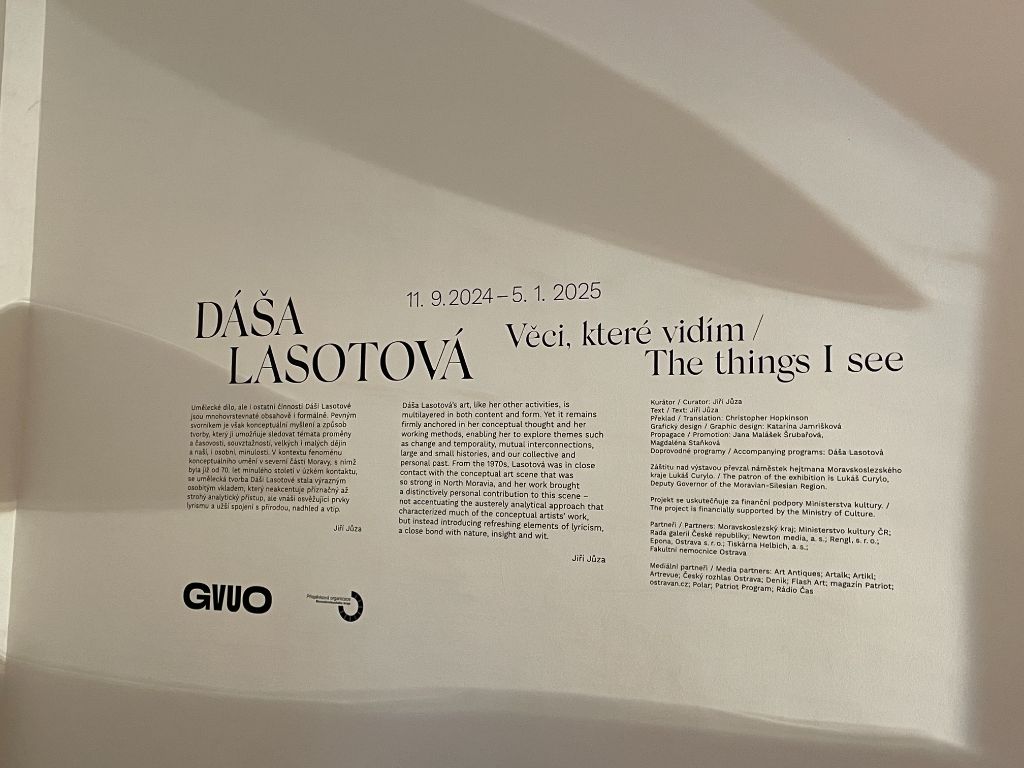 DÁŠA
LASOTOVÁ
11. 9. 2024 – 5. 1. 2025
Věci, které vidím /
The things I see
Umělecké dílo, ale i ostatní činnosti Dáši Lasotové
jsou mnohovrstevnaté obsahově i formálně. Pevným
svorníkem je však konceptuální myšlení a způsob
tvorby, který jí umožňuje sledovat témata proměny
a časovosti, souvztažnosti, velkých i malých dějin
a naší, i osobní, minulosti. V kontextu fenoménu
konceptuálního umění v severní části Moravy, s nímž
byla již od 70. let minulého století v úzkém kontaktu,
se umělecká tvorba Dáši Lasotové stala výrazným
osobitým vkladem, který neakcentuje příznačný až
strohý analytický přístup, ale vnáší osvěžující prvky
lyrismu a užší spojení s přírodou, nadhled a vtip.
Jiří Jůza
Dáša Lasotová's art, like her other activities, is
multilayered in both content and form. Yet it remains
firmly anchored in her conceptual thought and her
working methods, enabling her to explore themes such
as change and temporality, mutual interconnections,
large and small histories, and our collective and
personal past. From the 1970s, Lasotová was in close
contact with the conceptual art scene that was
so strong in North Moravia, and her work brought
a distinctively personal contribution to this scene –
not accentuating the austerely analytical approach that
characterized much of the conceptual artists' work,
but instead introducing refreshing elements of lyricism,
a close bond with nature, insight and wit.
Jiří Jůza
Kurátor / Curator: Jiří Jůza
Text / Text: Jiří Jůza
Překlad / Translation: Christopher Hopkinson
Grafický design / Graphic design: Katarína Jamrišková
Propagace / Promotion: Jana Malášek Šrubařová,
Magdaléna Staňková
Doprovodné programy / Accompanying programs: Dáša Lasotová
Záštitu nad výstavou převzal náměstek hejtmana Moravskoslezského
kraje Lukáš Curylo. / The patron of the exhibition is Lukáš Curylo,
Deputy Governor of the Moravian-Silesian Region.
Projekt se uskutečňuje za finanční podpory Ministerstva kultury. /
The project is financially supported by the Ministry of Culture.
Partneři / Partners: Moravskoslezský kraj; Ministerstvo kultury ČR;
Rada galerií České republiky; Newton media, a. s.; Rengl, s. r. o.;
Epona, Ostrava s. r. o.; Tiskárna Helbich, a. s.;
Fakultní nemocnice Ostrava
Mediální partneři / Media partners: Art Antiques; Artalk; Artikl;
Artrevue; Český rozhlas Ostrava; Deník; Flash Art; magazín Patriot;
ostravan.cz; Polar; Patriot Program; Rádio Čas
GVUO
Příspěvková organizace
Moravskoslezského kraje